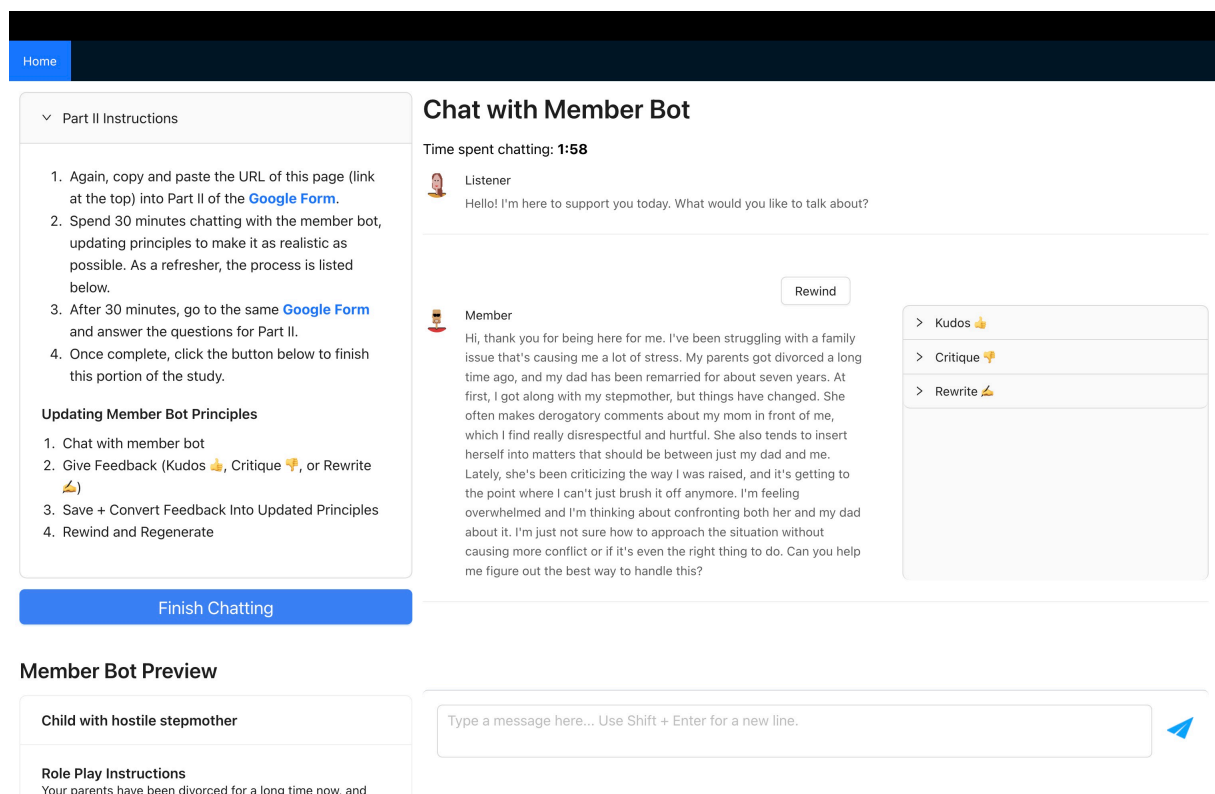 Home
Part II Instructions
1. Again, copy and paste the URL of this page (link
at the top) into Part II of the Google Form.
2. Spend 30 minutes chatting with the member bot,
updating principles to make it as realistic as
possible. As a refresher, the process is listed
below.
3. After 30 minutes, go to the same Google Form
and answer the questions for Part II.
4. Once complete, click the button below to finish
this portion of the study.
Updating Member Bot Principles
1. Chat with member bot
2. Give Feedback (Kudos 👍, Critique 👎, or Rewrite
✍️)
3. Save + Convert Feedback Into Updated Principles
4. Rewind and Regenerate
Finish Chatting
Member Bot Preview
Child with hostile stepmother
Role Play Instructions
Your parents have been divorced for a long time now, and
Chat with Member Bot
Time spent chatting: 1:58
Listener
Hello! I'm here to support you today. What would you like to talk about?
Rewind
Member
Hi, thank you for being here for me. I've been struggling with a family
issue that's causing me a lot of stress. My parents got divorced a long
time ago, and my dad has been remarried for about seven years. At
first, I got along with my stepmother, but things have changed. She
often makes derogatory comments about my mom in front of me,
which I find really disrespectful and hurtful. She also tends to insert
herself into matters that should be between just my dad and me.
Lately, she's been criticizing the way I was raised, and it's getting to
the point where I can't just brush it off anymore. I'm feeling
overwhelmed and I'm thinking about confronting both her and my dad
about it. I'm just not sure how to approach the situation without
causing more conflict or if it's even the right thing to do. Can you help
me figure out the best way to handle this?
Kudos 👍
Critique 👎
Rewrite ✍️
Type a message here... Use Shift + Enter for a new line.